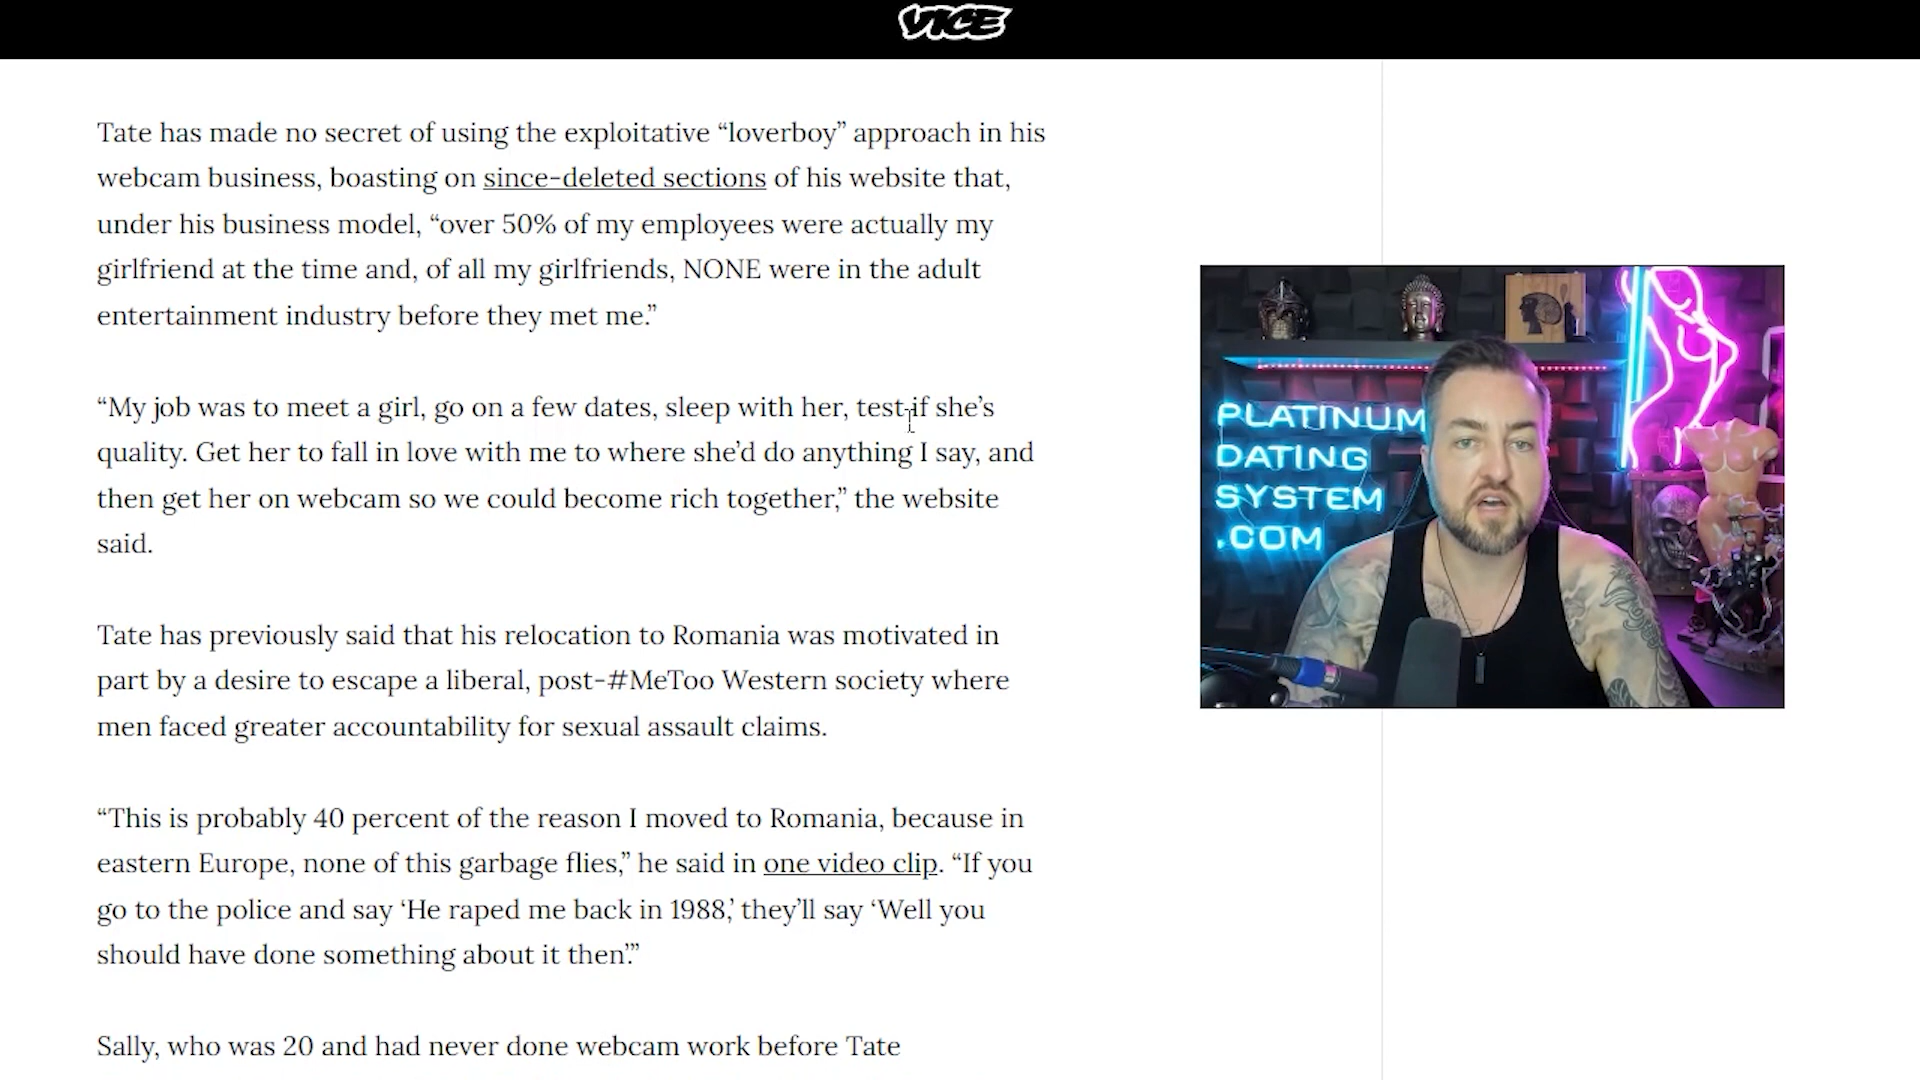 VICE
Tate has made no secret of using the exploitative “loverboy” approach in his
webcam business, boasting on since-deleted sections of his website that,
under his business model, “over 50% of my employees were actually my
girlfriend at the time and, of all my girlfriends, NONE were in the adult
entertainment industry before they met me.”
“My job was to meet a girl, go on a few dates, sleep with her, test if she’s
quality. Get her to fall in love with me to where she’d do anything I say, and
then get her on webcam so we could become rich together,” the website
said.
Tate has previously said that his relocation to Romania was motivated in
part by a desire to escape a liberal, post-#MeToo Western society where
men faced greater accountability for sexual assault claims.
“This is probably 40 percent of the reason I moved to Romania, because in
eastern Europe, none of this garbage flies,” he said in one video clip. “If you
go to the police and say ‘He raped me back in 1988,’ they’ll say ‘Well you
should have done something about it then’.”
Sally, who was 20 and had never done webcam work before Tate
PLATINUM
DATING
SYSTEM
.COM